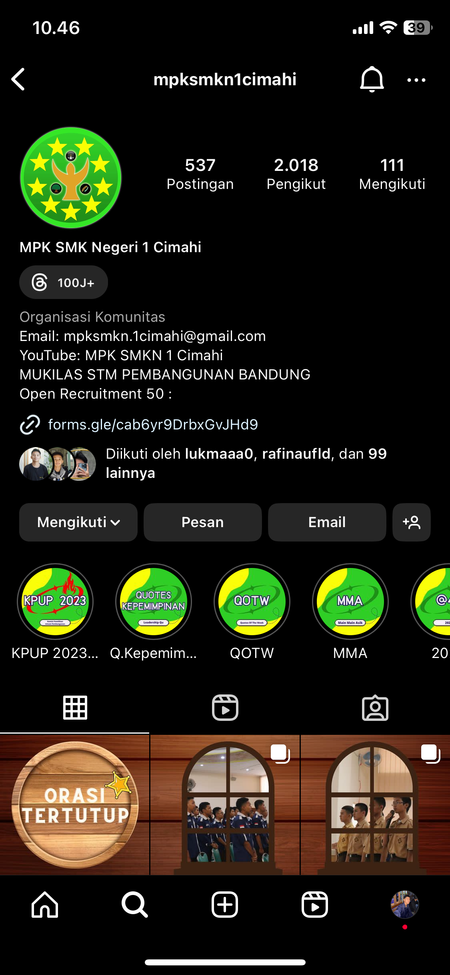 10.46
39
mpksmkn1cimahi
537
Postingan
2.018
Pengikut
111
Mengikuti
MPK SMK Negeri 1 Cimahi
100J+
Organisasi Komunitas
Email: mpksmkn.1cimahi@gmail.com
YouTube: MPK SMKN 1 Cimahi
MUKILAS STM PEMBANGUNAN BANDUNG
Open Recruitment 50 :
forms.gle/cab6yr9DrbxGvJHd9
Diikuti oleh lukmaaa0, rafinaufld, dan 99
lainnya
Mengikuti
Pesan
Email
KPUP 2023
QUOTES
KEPEMIMPINAN
QOTW
MMA
KPUP 2023...
Q.Kepemim...
QOTW
MMA
20
ORASI
TERTUTUP